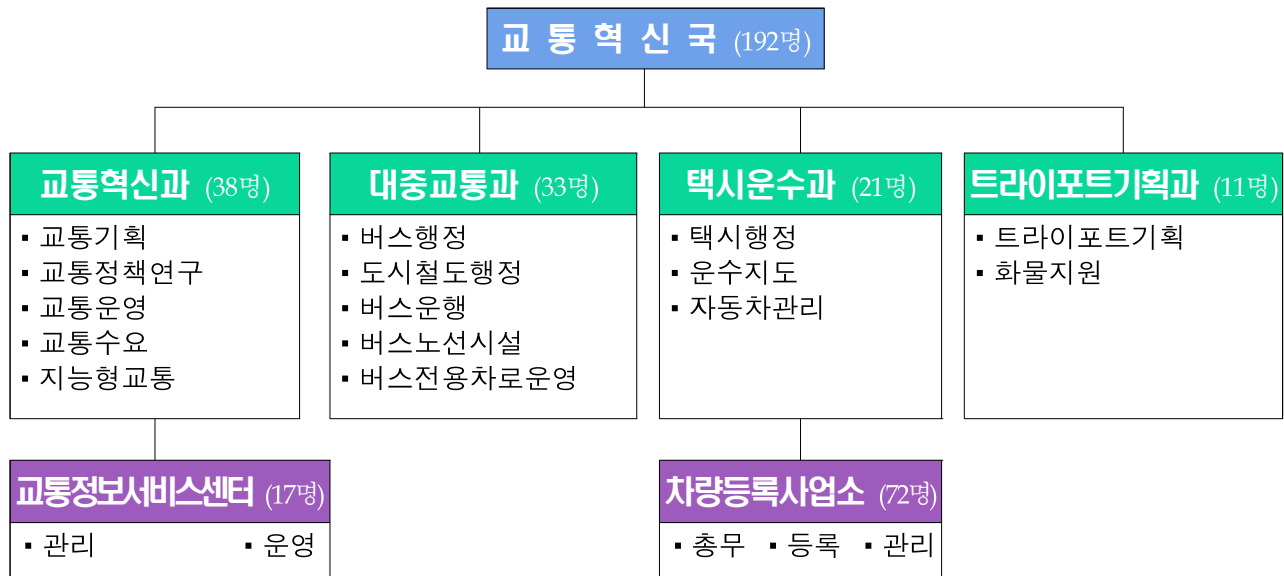 교 통 혁 신 국 (192명)
교통혁신과 (38명)
▪ 교통기획
▪ 교통정책연구
▪ 교통운영
▪ 교통수요
▪ 지능형교통
대중교통과 (33명)
▪ 버스행정
▪ 도시철도행정
▪ 버스운행
▪ 버스노선시설
▪ 버스전용차로운영
택시운수과 (21명)
▪ 택시행정
▪ 운수지도
▪ 자동차관리
트라이포트기획과 (11명)
▪ 트라이포트기획
▪ 화물지원
교통정보서비스센터 (17명)
▪ 관리 ▪ 운영
차량등록사업소 (72명)
▪ 총무 ▪ 등록 ▪ 관리